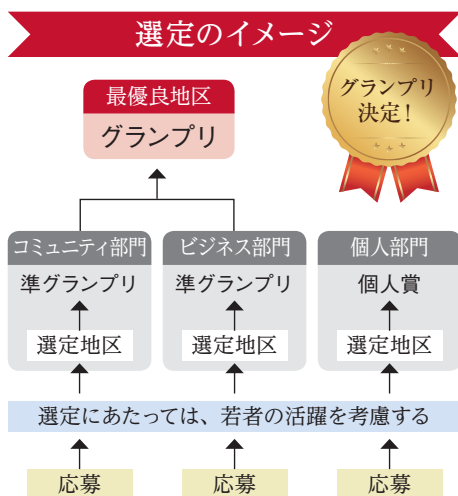 選定のイメージ
グランプリ
決定!
最優良地区
グランプリ
コミュニティ部門
ビジネス部門
個人部門
準グランプリ
準グランプリ
個人賞
選定地区
選定地区
選定地区
選定にあたっては、若者の活躍を考慮する
応募
応募
応募